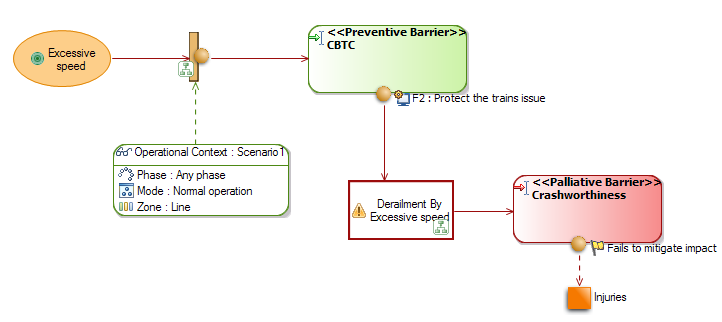 Excessive
speed
<<Preventive Barrier>>
CBTC
F2 : Protect the trains issue
Operational Context : Scenario1
Phase : Any phase
Mode : Normal operation
Zone : Line
Derailment By
Excessive speed
<<Palliative Barrier>>
Crashworthiness
Fails to mitigate impact
Injuries